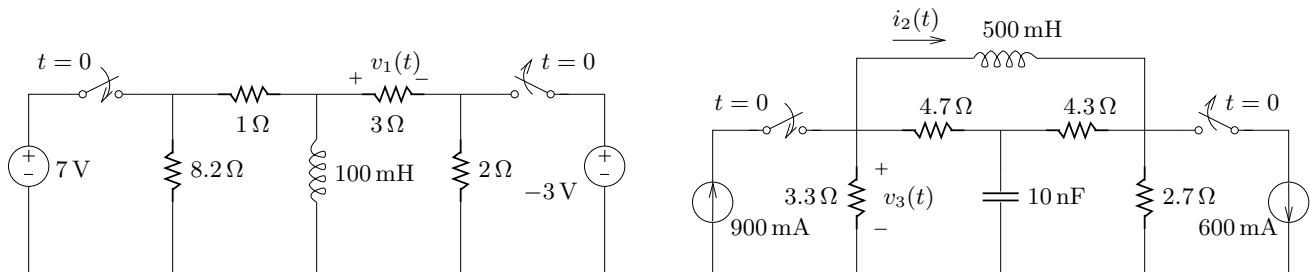 t = 0
v₁(t)
t = 0
+
−
1 Ω
3 Ω
7 V
+
−
8.2 Ω
100 mH
2 Ω
−3 V
+
−
i₂(t)
500 mH
t = 0
4.7 Ω
4.3 Ω
t = 0
900 mA
3.3 Ω
+
v₃(t)
−
10 nF
2.7 Ω
600 mA